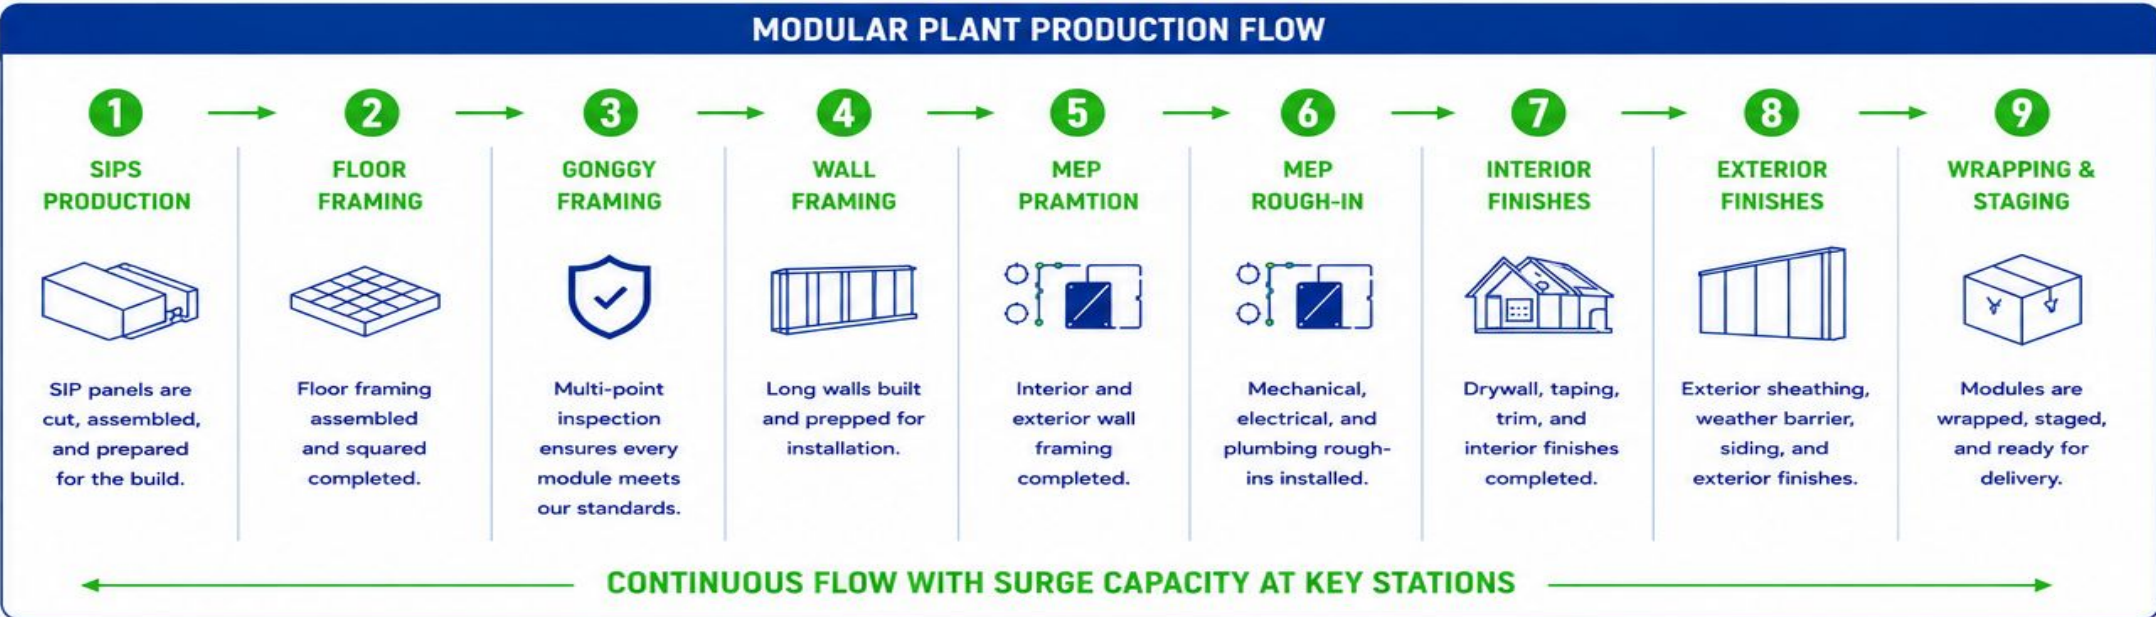 MODULAR PLANT PRODUCTION FLOW
1
SIPS
PRODUCTION
SIP panels are
cut, assembled,
and prepared
for the build.
2
FLOOR
FRAMING
Floor framing
assembled
and squared
completed.
3
GONGGY
FRAMING
Multi-point
inspection
ensures every
module meets
our standards.
4
WALL
FRAMING
Long walls built
and prepped for
installation.
5
MEP
PRAMTION
Interior and
exterior wall
framing
completed.
6
MEP
ROUGH-IN
Mechanical,
electrical, and
plumbing rough-
ins installed.
7
INTERIOR
FINISHES
Drywall, taping,
trim, and
interior finishes
completed.
8
EXTERIOR
FINISHES
Exterior sheathing,
weather barrier,
siding, and
exterior finishes.
9
WRAPPING &
STAGING
Modules are
wrapped, staged,
and ready for
delivery.
CONTINUOUS FLOW WITH SURGE CAPACITY AT KEY STATIONS